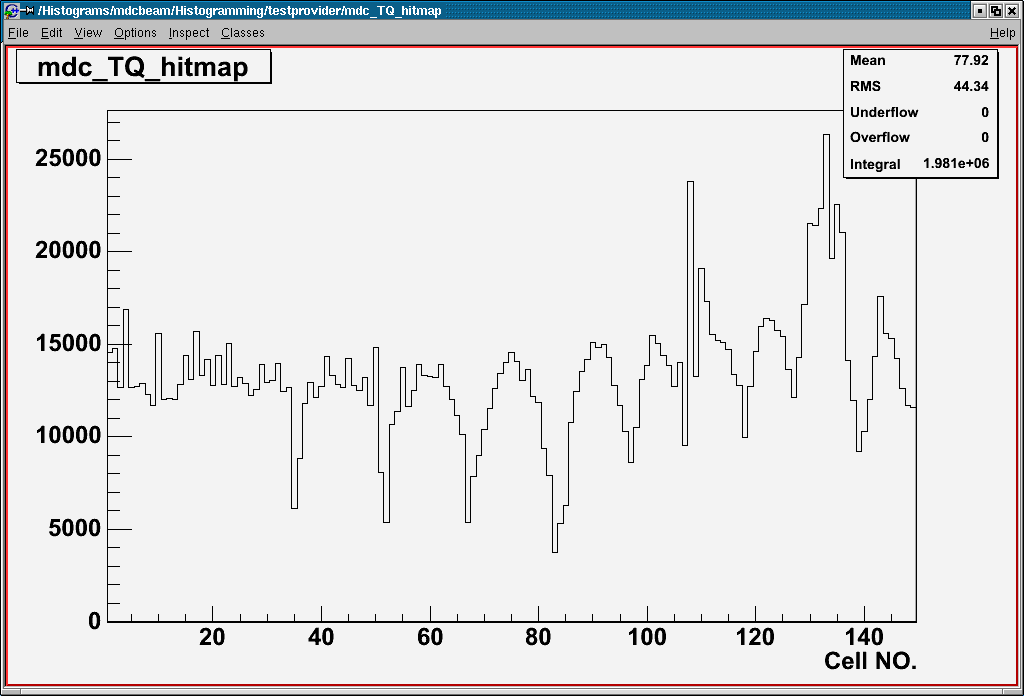 /Histograms/mdcbeam/Histogramming/testprovider/mdc_TQ_hitmap
File Edit View Options Inspect Classes Help
mdc_TQ_hitmap
Mean 77.92
RMS 44.34
Underflow 0
Overflow 0
Integral 1.981e+06
25000
20000
15000
10000
5000
0
20 40 60 80 100 120 140
Cell NO.